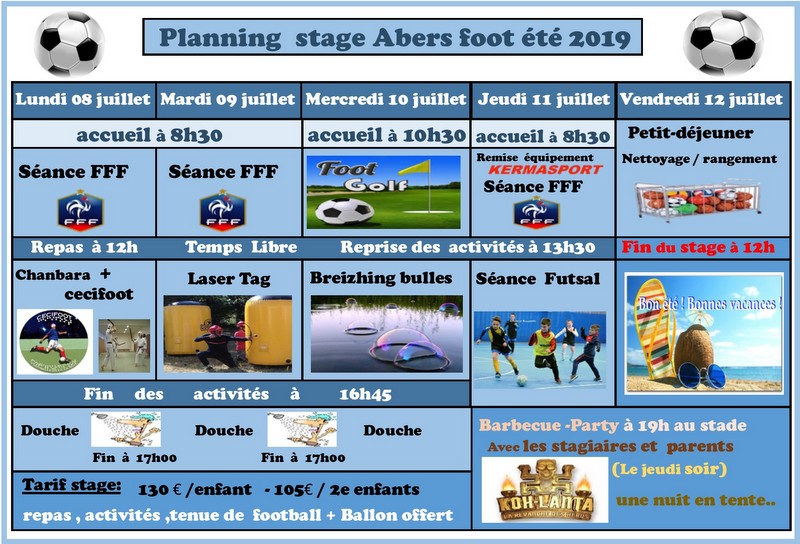 Planning stage Abers foot été 2019
Lundi 08 juillet
Mardi 09 juillet
Mercredi 10 juillet
Jeudi 11 juillet
Vendredi 12 juillet
accueil à 8h30
accueil à 10h30
accueil à 8h30
Petit-déjeuner
Nettoyage / rangement
Séance FFF
FFF
Séance FFF
FFF
Foot
Golf
Remise équipement
KERMASPORT
Séance FFF
FFF
Repas à 12h
Temps Libre
Reprise des activités à 13h30
Fin du stage à 12h
Chanbara +
cecifoot
CECIFOOT
Laser Tag
Breizhing bulles
Séance Futsal
Bon été ! Bonnes vacances !
Fin des activités à 16h45
Douche
Douche
Douche
Fin à 17h00
Fin à 17h00
Barbecue -Party à 19h au stade
Avec les stagiaires et parents
(Le jeudi soir)
KOH-LANTA
LA REVANCHE DES HEROS
une nuit en tente..
Tarif stage: 130 € /enfant - 105€ / 2e enfants
repas , activités ,tenue de football + Ballon offert